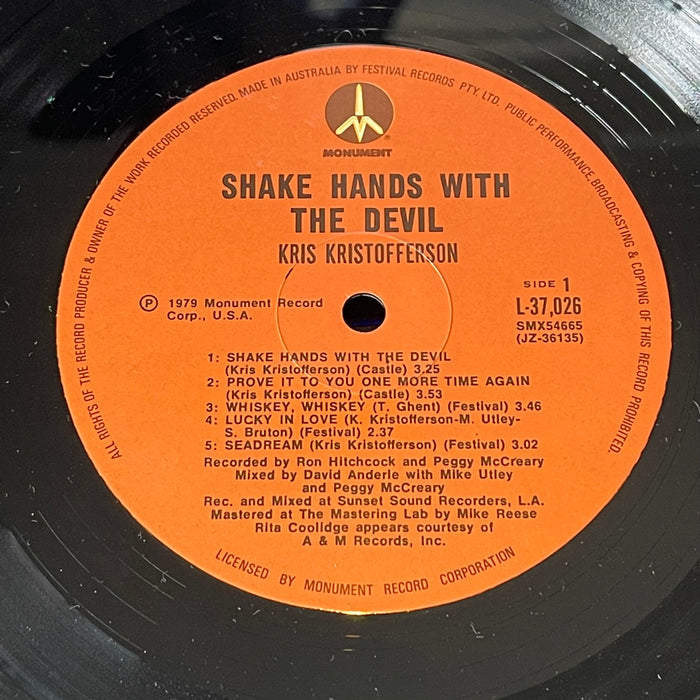 ALL RIGHTS OF THE RECORD PRODUCER & OWNER OF THE WORK RECORDED RESERVED. MADE IN AUSTRALIA BY FESTIVAL RECORDS PTY. LTD. PUBLIC PERFORMANCE, BROADCASTING & COPYING OF THIS RECORD PROHIBITED.
MONUMENT
SHAKE HANDS WITH
THE DEVIL
KRIS KRISTOFFERSON
SIDE 1
L-37,026
SMX54665
(JZ-36135)
Ⓟ 1979 Monument Record
Corp., U.S.A.
1: SHAKE HANDS WITH THE DEVIL
(Kris Kristofferson) (Castle) 3.25
2: PROVE IT TO YOU ONE MORE TIME AGAIN
(Kris Kristofferson) (Castle) 3.53
3: WHISKEY, WHISKEY (T. Ghent) (Festival) 3.46
4: LUCKY IN LOVE (K. Kristofferson-M. Utley-
S. Bruton) (Festival) 2.37
5: SEADREAM (Kris Kristofferson) (Festival) 3.02
Recorded by Ron Hitchcock and Peggy McCreary
Mixed by David Anderle with Mike Utley
and Peggy McCreary
Rec. and Mixed at Sunset Sound Recorders, L.A.
Mastered at The Mastering Lab by Mike Reese
Rita Coolidge appears courtesy of
A & M Records, Inc.
LICENSED BY MONUMENT RECORD CORPORATION